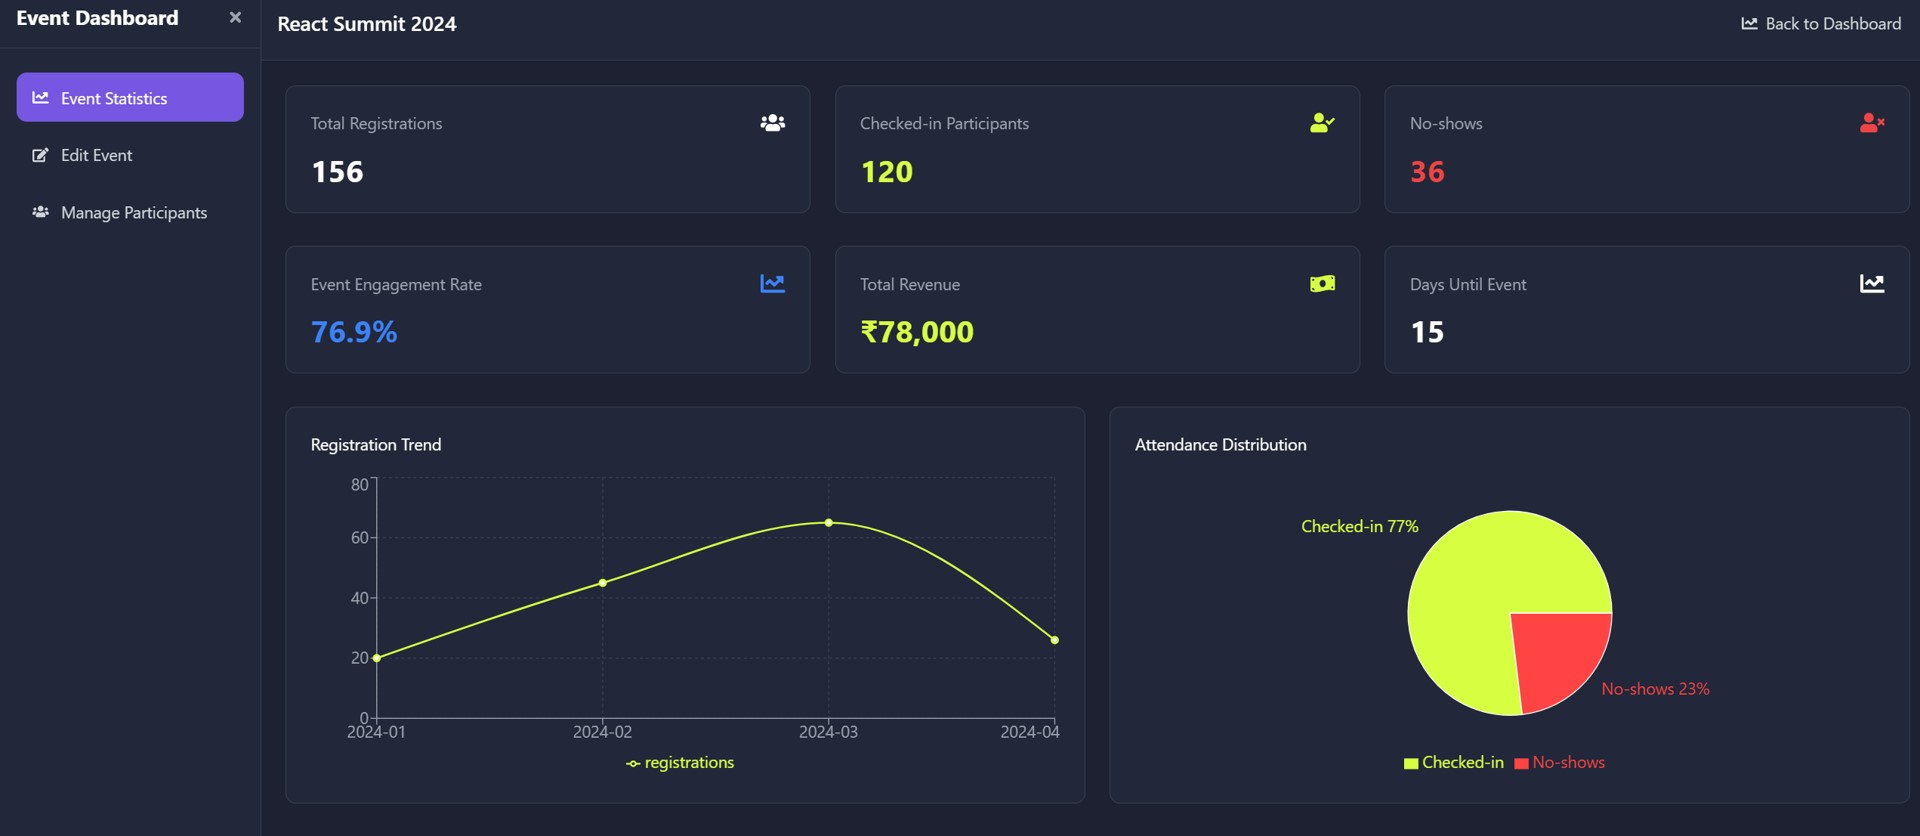 Event Dashboard
React Summit 2024
Back to Dashboard
Event Statistics
Edit Event
Manage Participants
Total Registrations
156
Checked-in Participants
120
No-shows
36
Event Engagement Rate
76.9%
Total Revenue
₹78,000
Days Until Event
15
Registration Trend
80
60
40
20
0
2024-01 2024-02 2024-03 2024-04
registrations
Attendance Distribution
Checked-in 77%
No-shows 23%
Checked-in No-shows